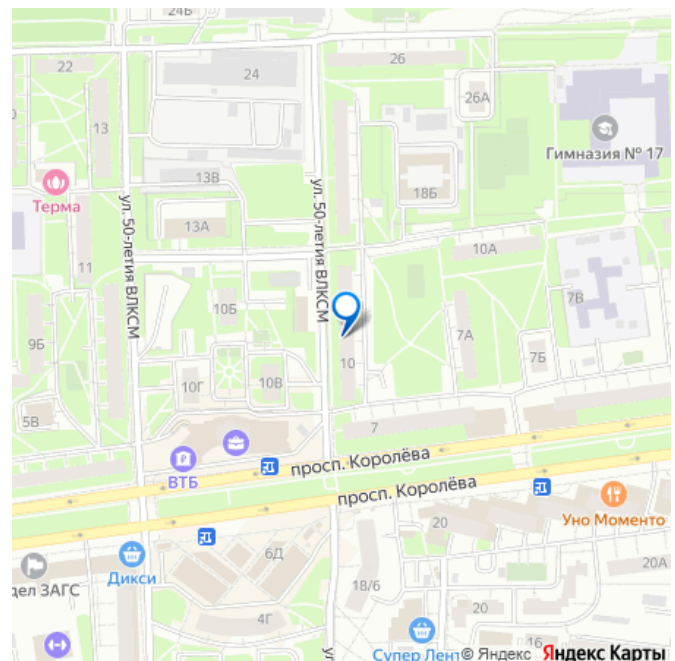 24Б
22
24
26
26А
13
Гимназия № 17
Терма
13В
18Б
ул. 50-летия ВЛКСМ
ул. 50-летия ВЛКСМ
13А
10А
11
7В
10Б
9Б
7А
7Б
10
10Г
10В
5В
7
ВТБ
просп. Королёва
просп. Королёва
Уно Моменто
20
6Д
дел ЗАГС
Дикси
20А
18/6
4Г
20
16
Супер Лент
© Яндекс Яндекс Карты